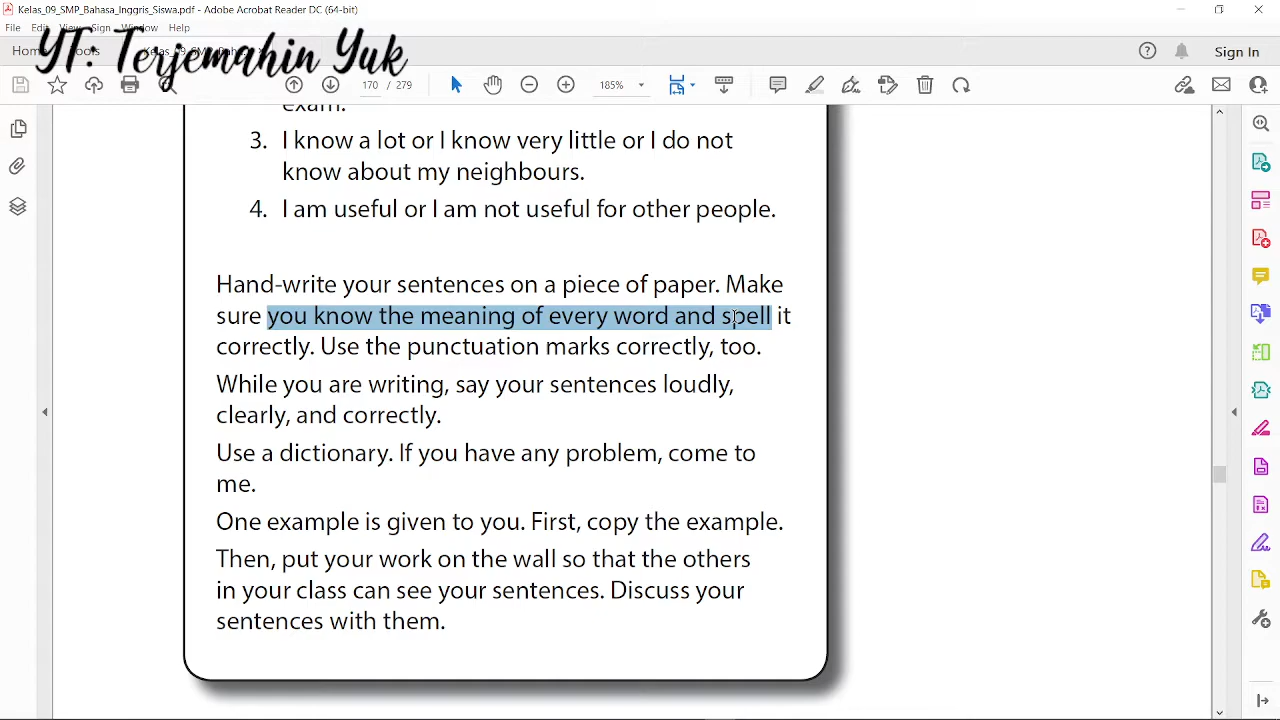 Kelas_09_SMP_Bahasa_Inggris_Siswa.pdf - Adobe Acrobat Reader DC (64-bit)
File Edit View Sign Window Help
YT: Terjemahin Yuk
Home Tools
Sign In
170 / 279
185%
exam.
3. I know a lot or I know very little or I do not
know about my neighbours.
4. I am useful or I am not useful for other people.
Hand-write your sentences on a piece of paper. Make
sure you know the meaning of every word and spell it
correctly. Use the punctuation marks correctly, too.
While you are writing, say your sentences loudly,
clearly, and correctly.
Use a dictionary. If you have any problem, come to
me.
One example is given to you. First, copy the example.
Then, put your work on the wall so that the others
in your class can see your sentences. Discuss your
sentences with them.